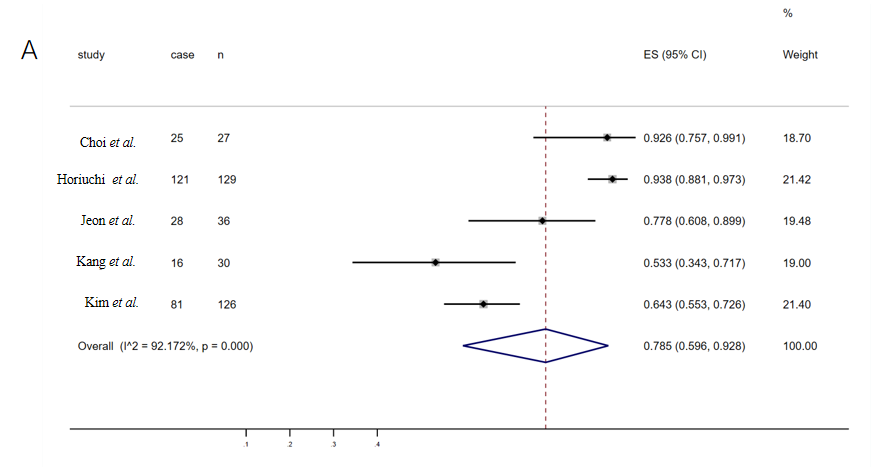 %
A study case n ES (95% CI) Weight
Choi et al. 25 27 0.926 (0.757, 0.991) 18.70
Horiuchi et al. 121 129 0.938 (0.881, 0.973) 21.42
Jeon et al. 28 36 0.778 (0.608, 0.899) 19.48
Kang et al. 16 30 0.533 (0.343, 0.717) 19.00
Kim et al. 81 126 0.643 (0.553, 0.726) 21.40
Overall (I^2 = 92.172%, p = 0.000) 0.785 (0.596, 0.928) 100.00
.1 .2 .3 .4